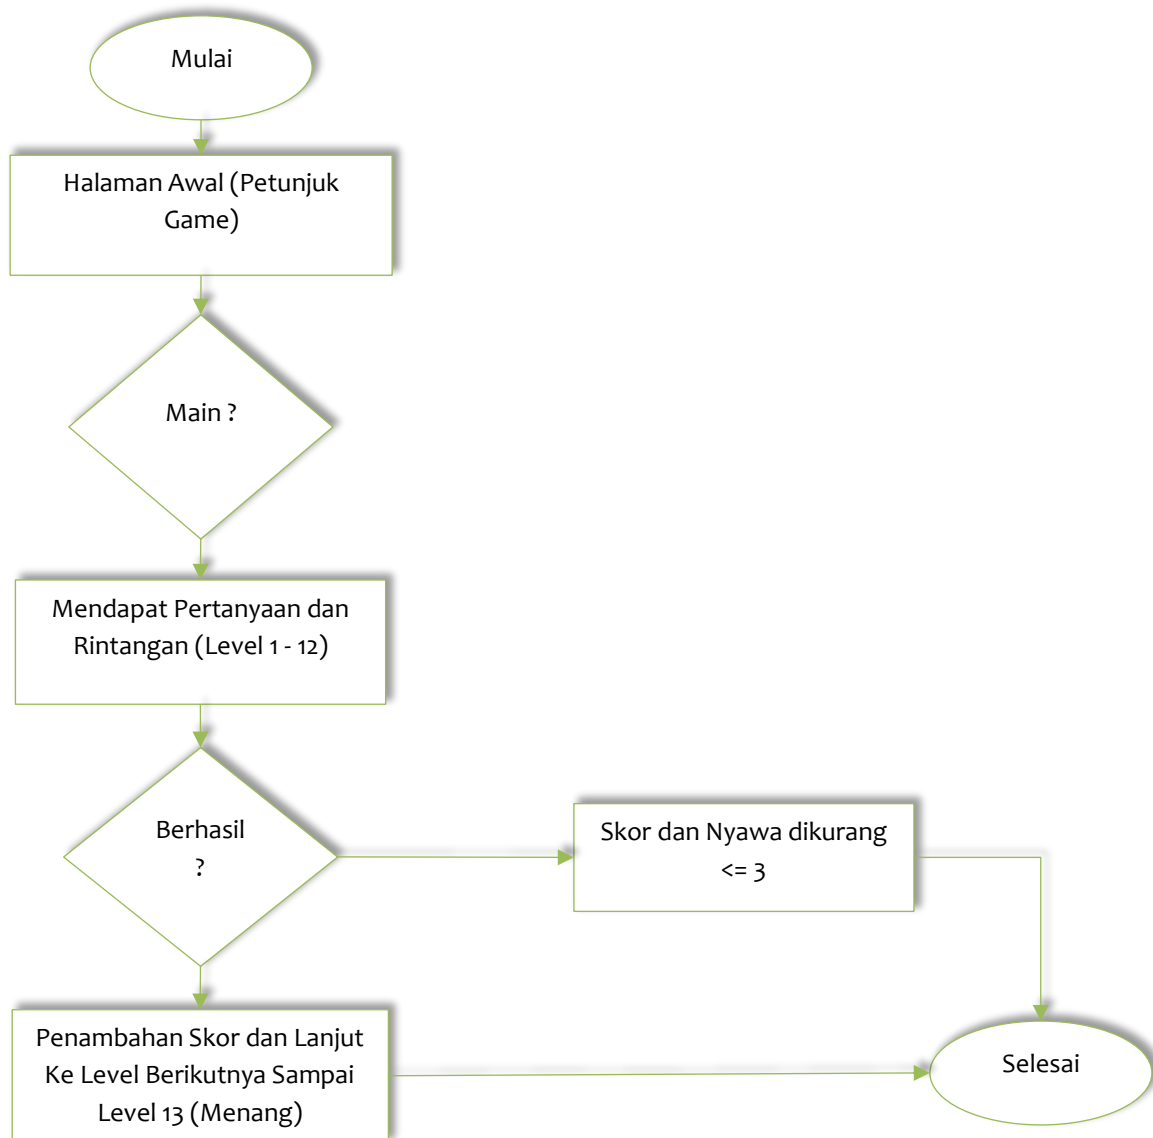 Mulai
Halaman Awal (Petunjuk
Game)
Main ?
Mendapat Pertanyaan dan
Rintangan (Level 1 - 12)
Berhasil
?
Skor dan Nyawa dikurang
<= 3
Penambahan Skor dan Lanjut
Ke Level Berikutnya Sampai
Level 13 (Menang)
Selesai